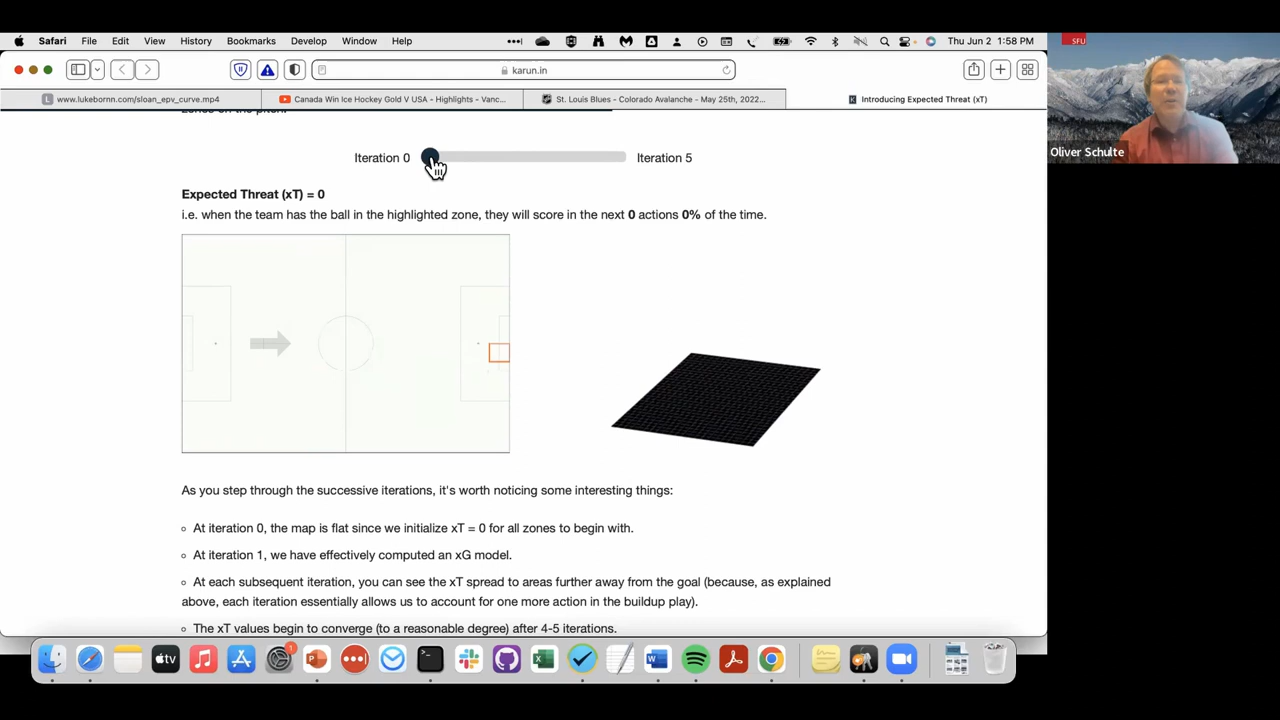 Safari File Edit View History Bookmarks Develop Window Help Thu Jun 2 1:58 PM
SFU
karun.in
www.lukebornn.com/sloan_epv_curve.mp4 Canada Win Ice Hockey Gold V USA - Highlights - Vanc... St. Louis Blues - Colorado Avalanche - May 25th, 2022... Introducing Expected Threat (xT)
zones on the pitch.
Oliver Schulte
Iteration 0 Iteration 5
Expected Threat (xT) = 0
i.e. when the team has the ball in the highlighted zone, they will score in the next 0 actions 0% of the time.
As you step through the successive iterations, it's worth noticing some interesting things:
At iteration 0, the map is flat since we initialize xT = 0 for all zones to begin with.
At iteration 1, we have effectively computed an xG model.
At each subsequent iteration, you can see the xT spread to areas further away from the goal (because, as explained
above, each iteration essentially allows us to account for one more action in the buildup play).
The xT values begin to converge (to a reasonable degree) after 4-5 iterations.
tv